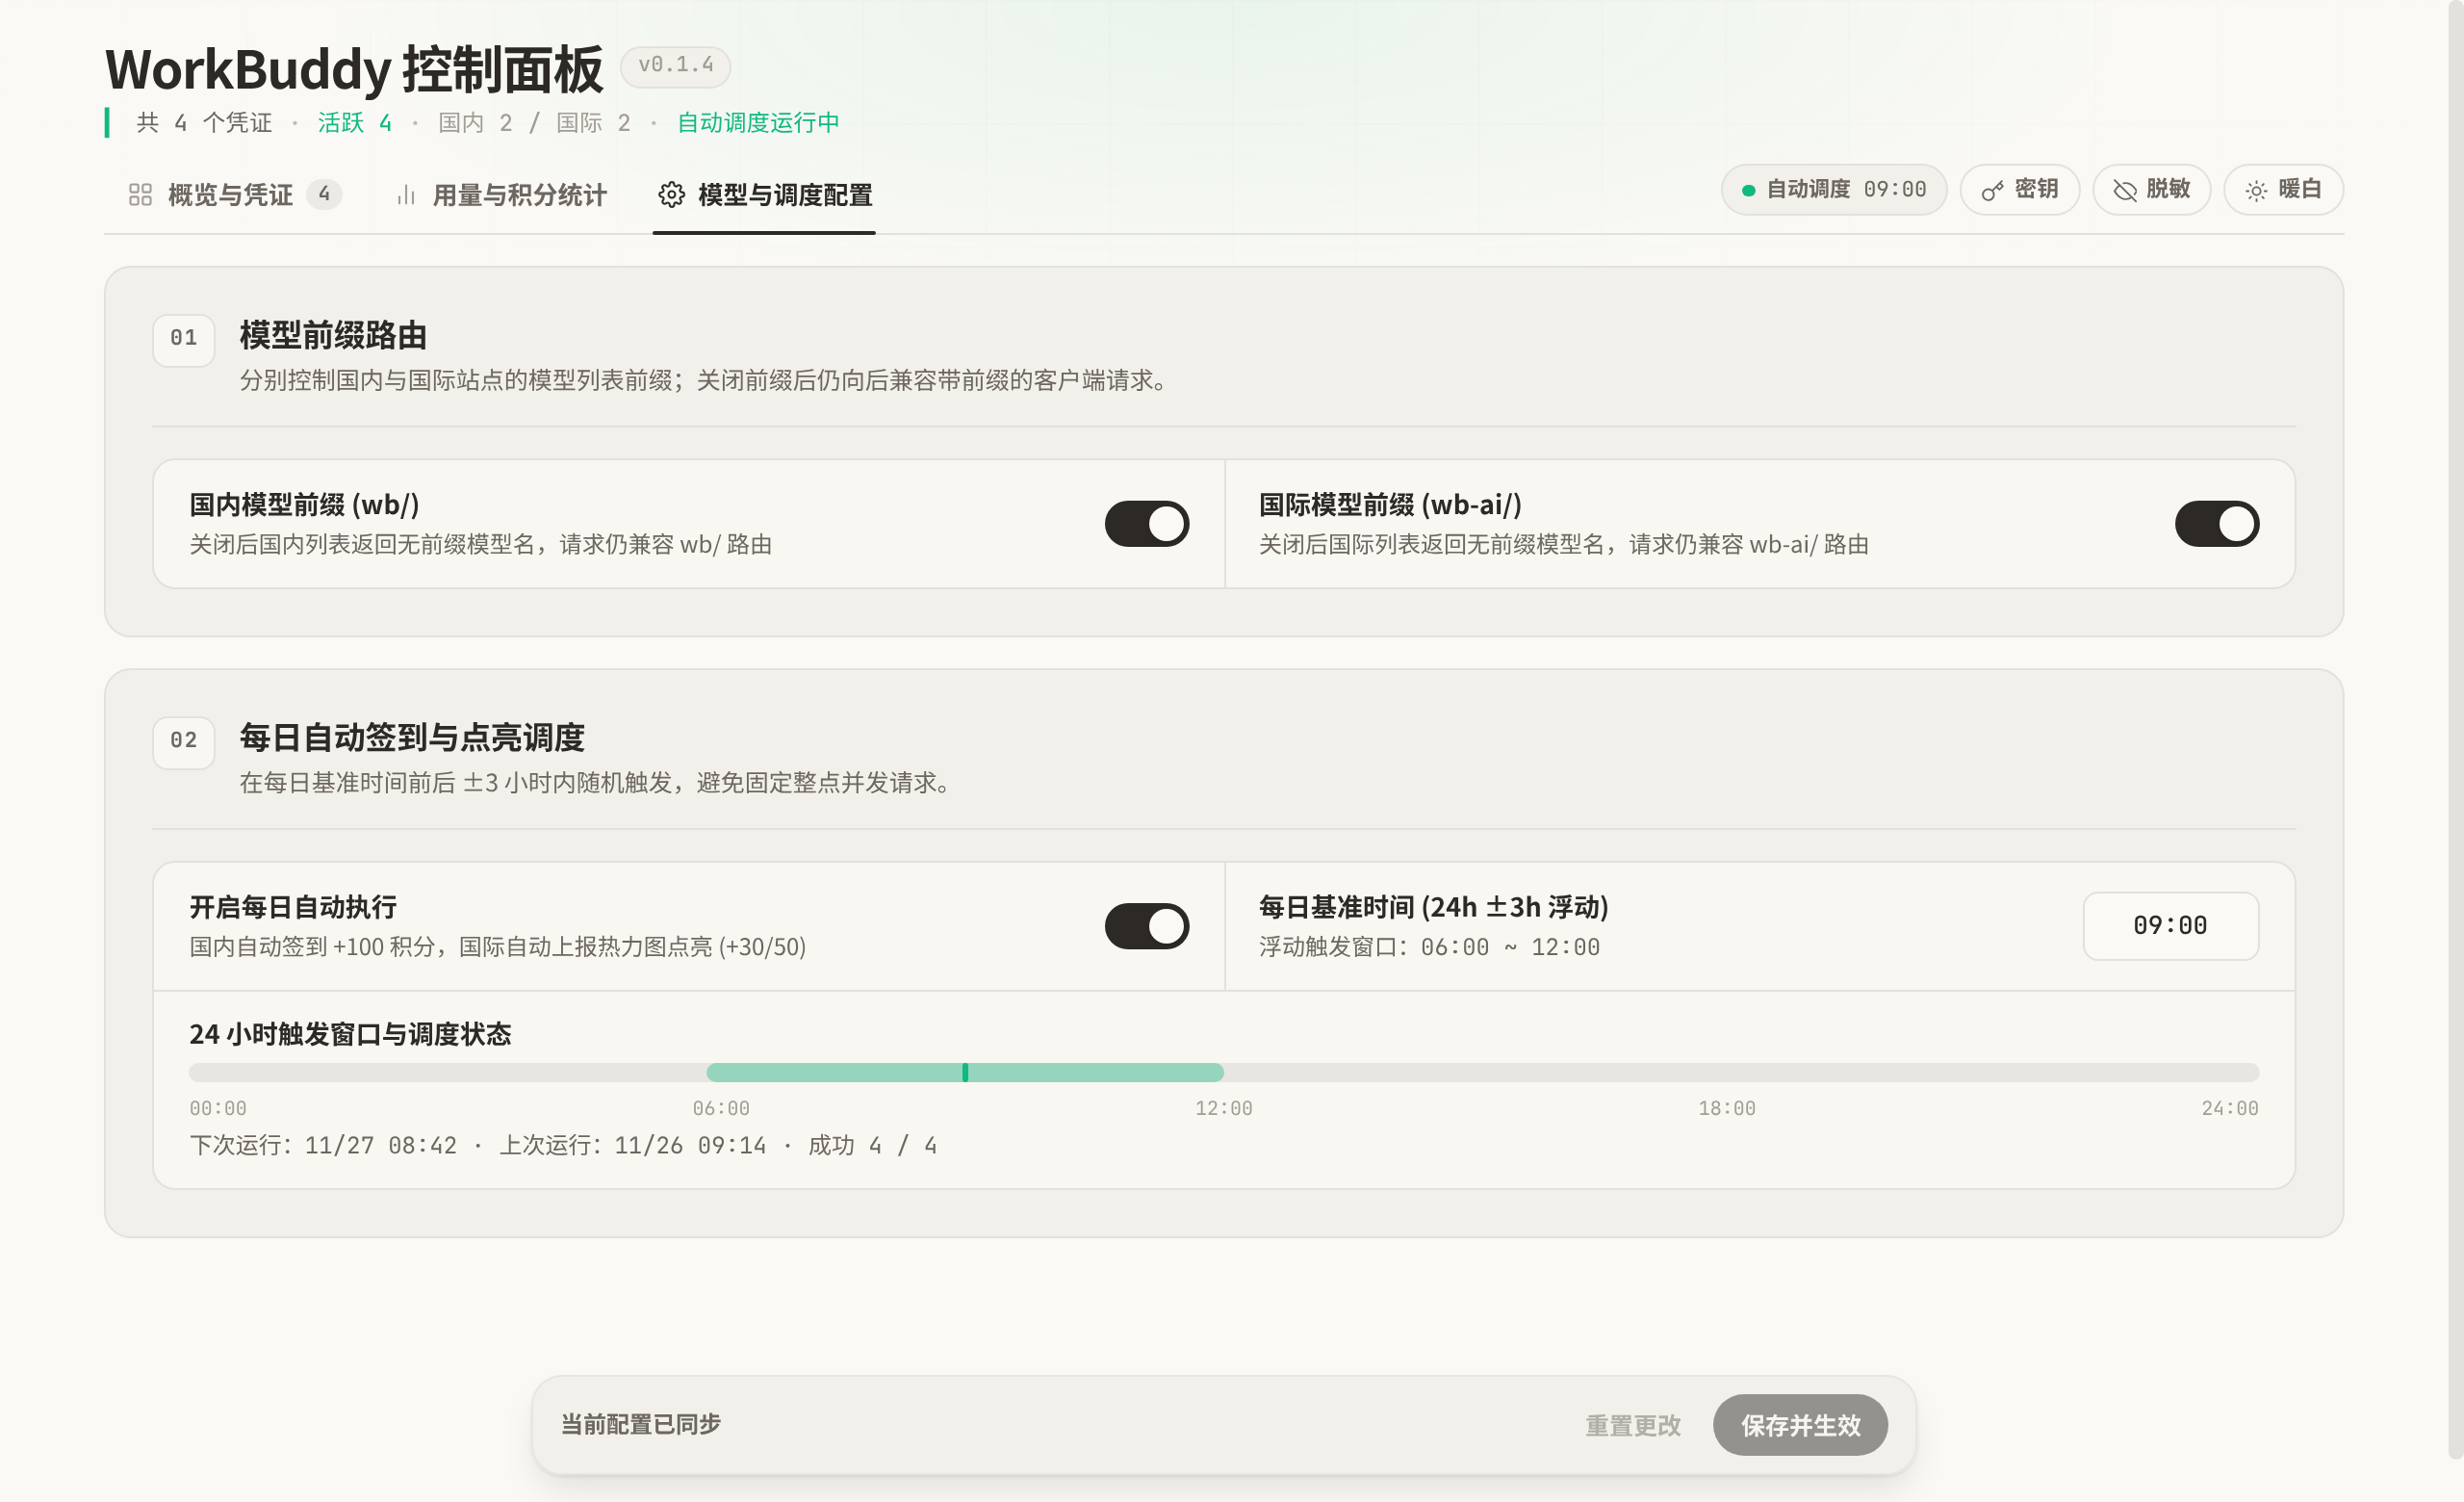 WorkBuddy 控制面板 v0.1.4
共 4 个凭证 · 活跃 4 · 国内 2 / 国际 2 · 自动调度运行中
概览与凭证 4 用量与积分统计 模型与调度配置 自动调度 09:00 密钥 脱敏 暖白
01 模型前缀路由
分别控制国内与国际站点的模型列表前缀；关闭前缀后仍向后兼容带前缀的客户端请求。
国内模型前缀 (wb/)
关闭后国内列表返回无前缀模型名，请求仍兼容 wb/ 路由
国际模型前缀 (wb-ai/)
关闭后国际列表返回无前缀模型名，请求仍兼容 wb-ai/ 路由
02 每日自动签到与点亮调度
在每日基准时间前后 ±3 小时内随机触发，避免固定整点并发请求。
开启每日自动执行
国内自动签到 +100 积分，国际自动上报热力图点亮 (+30/50)
每日基准时间 (24h ±3h 浮动)
浮动触发窗口：06:00 ~ 12:00
09:00
24 小时触发窗口与调度状态
00:00 06:00 12:00 18:00 24:00
下次运行：11/27 08:42 · 上次运行：11/26 09:14 · 成功 4 / 4
当前配置已同步 重置更改 保存并生效